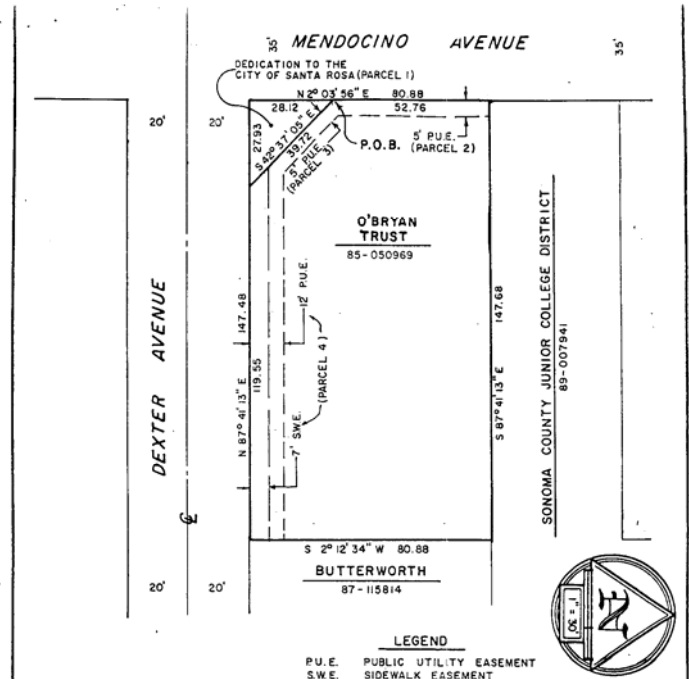 35'
MENDOCINO AVENUE
35'
DEDICATION TO THE
CITY OF SANTA ROSA (PARCEL 1)
N 2° 03' 56" E 80.88
28.12
52.76
20'
20'
27.93
S 42° 37' 05" E
39.72
5' P.U.E.
(PARCEL 3)
P.O.B.
5' P.U.E.
(PARCEL 2)
O'BRYAN
TRUST
85-050969
DEXTER AVENUE
N 87° 41' 13" E 147.48
119.55
12' P.U.E.
(PARCEL 4)
7' S.W.E.
S 87° 41' 13" E 147.68
SONOMA COUNTY JUNIOR COLLEGE DISTRICT
89-007941
S 2° 12' 34" W 80.88
20'
20'
BUTTERWORTH
87-115814
N
1" = 30'
LEGEND
P.U.E. PUBLIC UTILITY EASEMENT
S.W.E. SIDEWALK EASEMENT